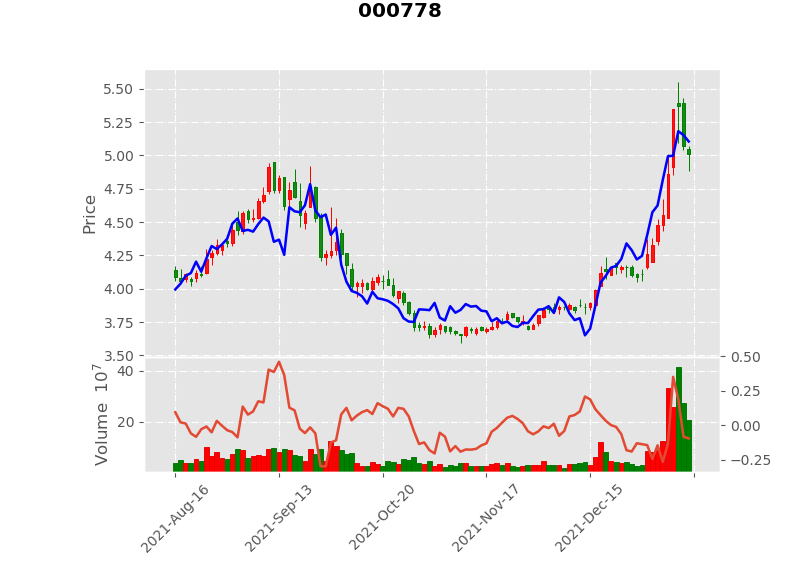 000778
5.50
5.25
5.00
4.75
4.50
4.25
4.00
3.75
3.50
Price
40
20
Volume 10^7
0.50
0.25
0.00
−0.25
2021-Aug-16
2021-Sep-13
2021-Oct-20
2021-Nov-17
2021-Dec-15